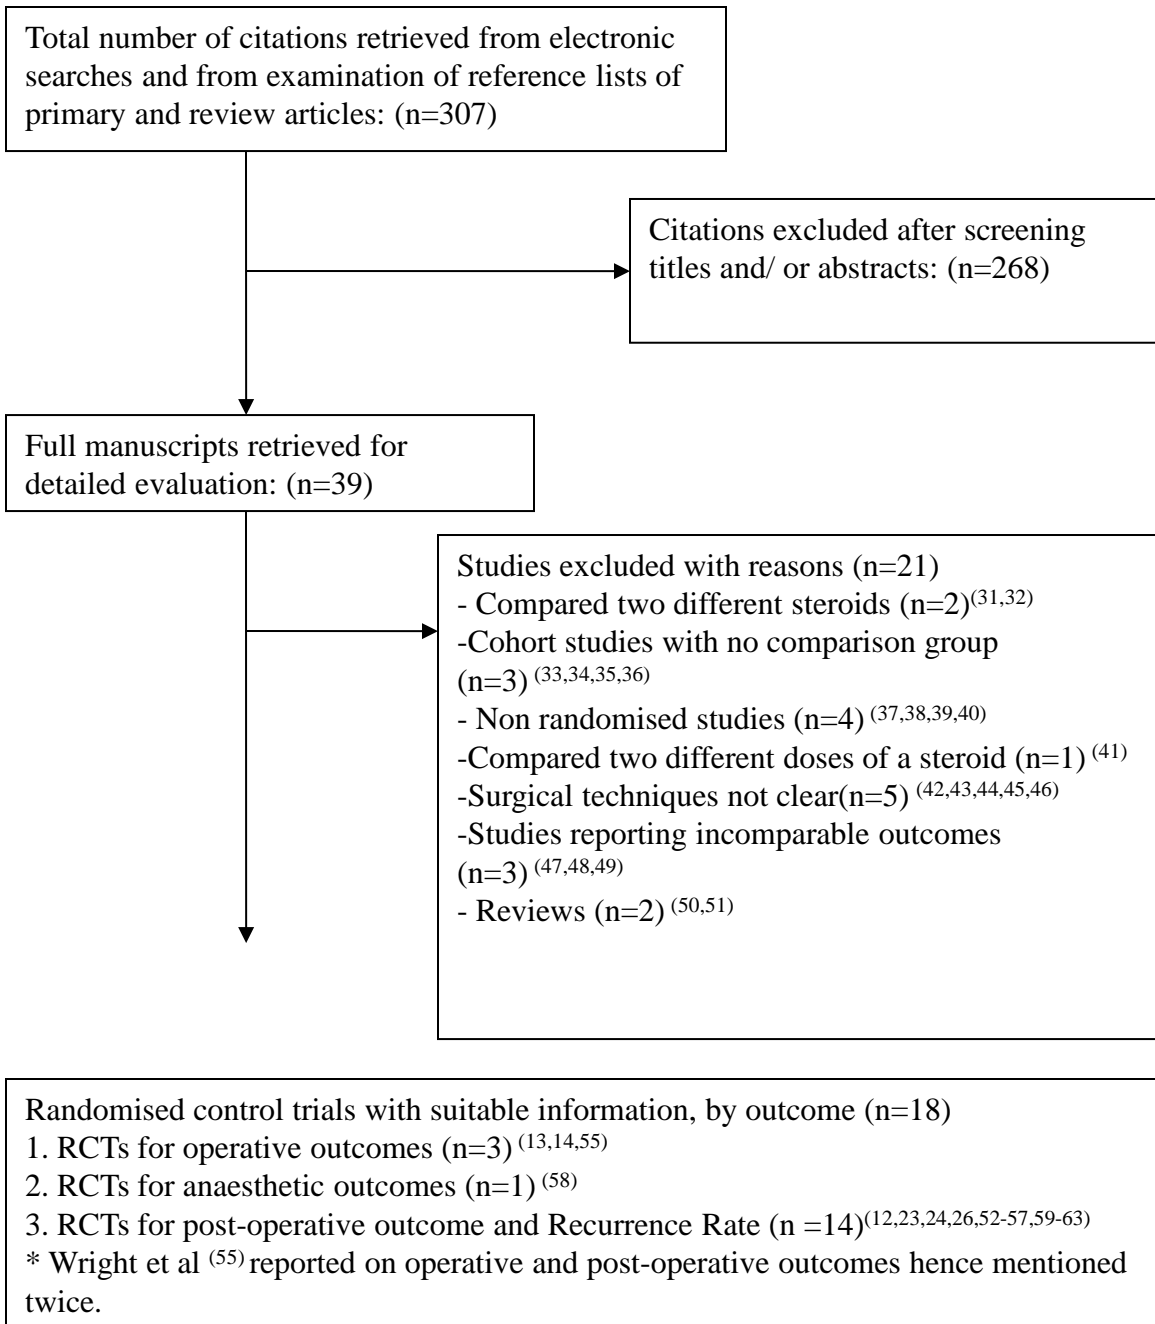 Total number of citations retrieved from electronic
searches and from examination of reference lists of
primary and review articles: (n=307)
Citations excluded after screening
titles and/ or abstracts: (n=268)
Full manuscripts retrieved for
detailed evaluation: (n=39)
Studies excluded with reasons (n=21)
- Compared two different steroids (n=2)(31,32)
-Cohort studies with no comparison group
(n=3) (33,34,35,36)
- Non randomised studies (n=4) (37,38,39,40)
-Compared two different doses of a steroid (n=1) (41)
-Surgical techniques not clear(n=5) (42,43,44,45,46)
-Studies reporting incomparable outcomes
(n=3) (47,48,49)
- Reviews (n=2) (50,51)
Randomised control trials with suitable information, by outcome (n=18)
1. RCTs for operative outcomes (n=3) (13,14,55)
2. RCTs for anaesthetic outcomes (n=1) (58)
3. RCTs for post-operative outcome and Recurrence Rate (n =14)(12,23,24,26,52-57,59-63)
* Wright et al (55) reported on operative and post-operative outcomes hence mentioned
twice.